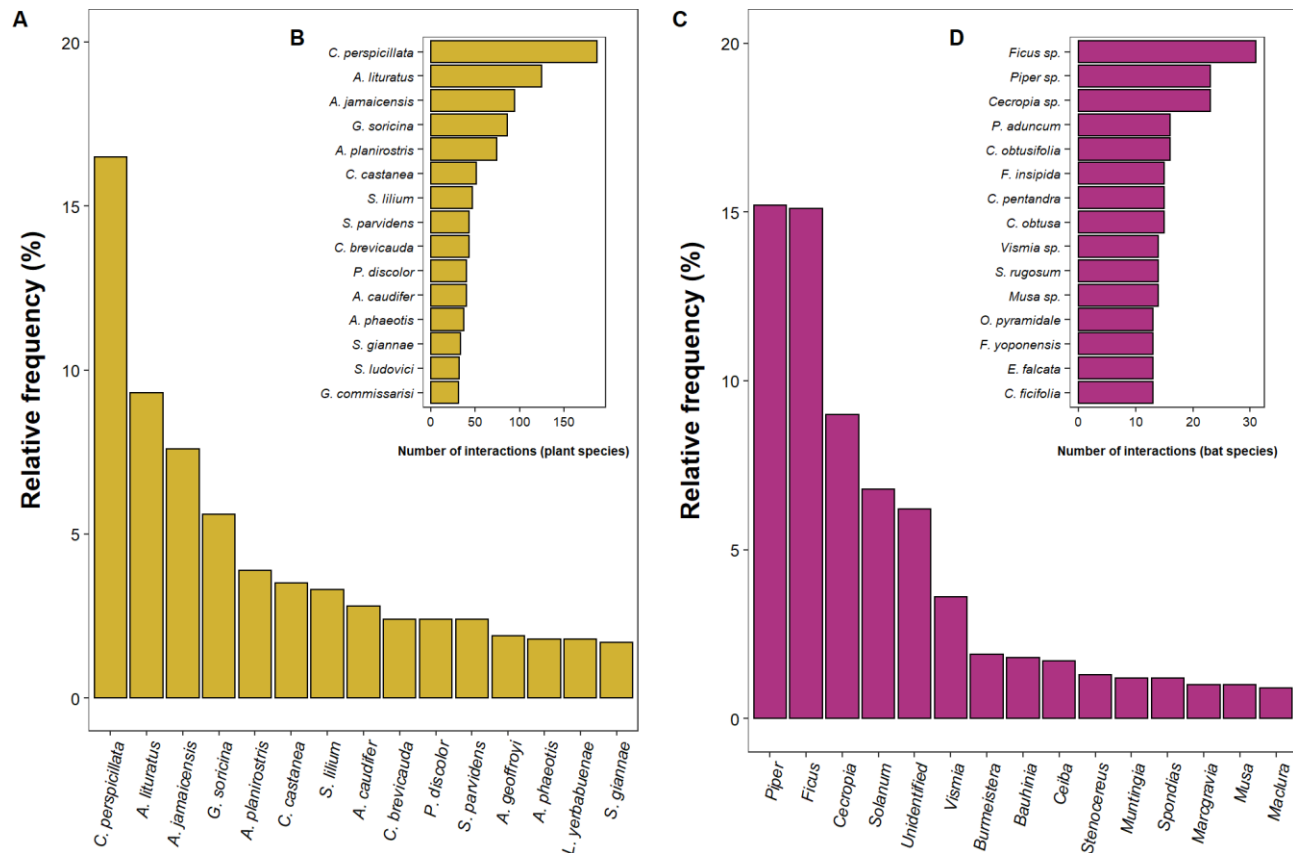 A
Relative frequency (%)
20
15
10
5
0
C. perspicillata
A. lituratus
A. jamaicensis
G. soricina
A. planirostris
C. castanea
S. lilium
A. caudifer
C. brevicauda
P. discolor
S. parvidens
A. geoffroyi
A. phaeotis
L. yerbabuenae
S. giannae
B
C. perspicillata
A. lituratus
A. jamaicensis
G. soricina
A. planirostris
C. castanea
S. lilium
S. parvidens
C. brevicauda
P. discolor
A. caudifer
A. phaeotis
S. giannae
S. ludovici
G. commissarisi
0 50 100 150
Number of interactions (plant species)
C
Relative frequency (%)
20
15
10
5
0
Piper
Ficus
Cecropia
Solanum
Unidentified
Vismia
Burmeistera
Bauhinia
Ceiba
Stenocereus
Muntingia
Spondias
Marcgravia
Musa
Maclura
D
Ficus sp.
Piper sp.
Cecropia sp.
P. aduncum
C. obtusifolia
F. insipida
C. pentandra
C. obtusa
Vismia sp.
S. rugosum
Musa sp.
O. pyramidale
F. yoponensis
E. falcata
C. ficifolia
0 10 20 30
Number of interactions (bat species)